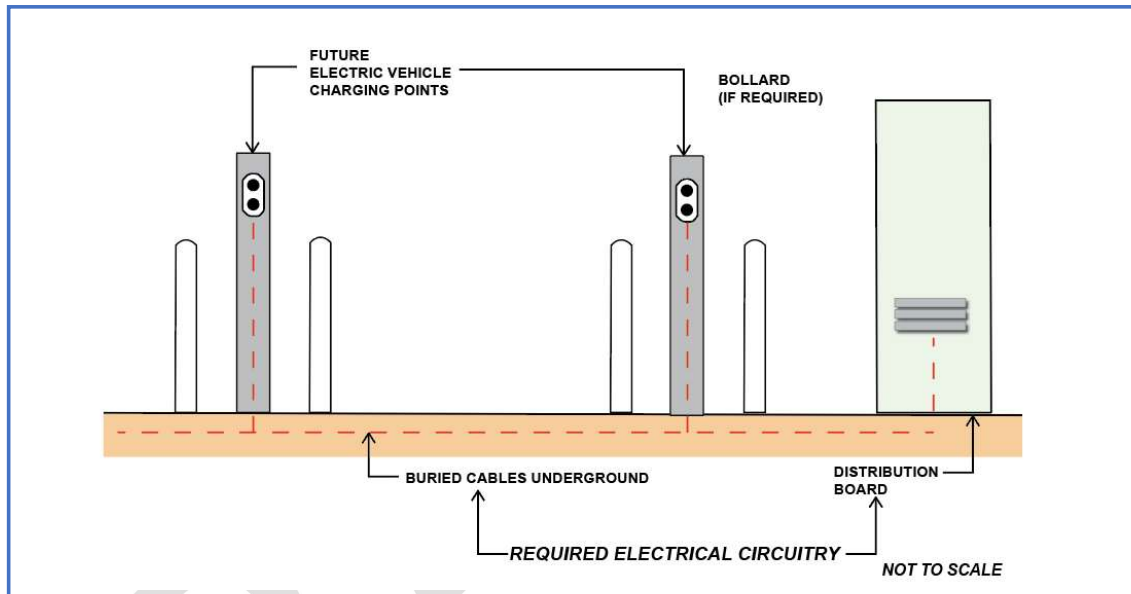 FUTURE
ELECTRIC VEHICLE
CHARGING POINTS
BOLLARD
(IF REQUIRED)
BURIED CABLES UNDERGROUND
DISTRIBUTION
BOARD
REQUIRED ELECTRICAL CIRCUITRY
NOT TO SCALE